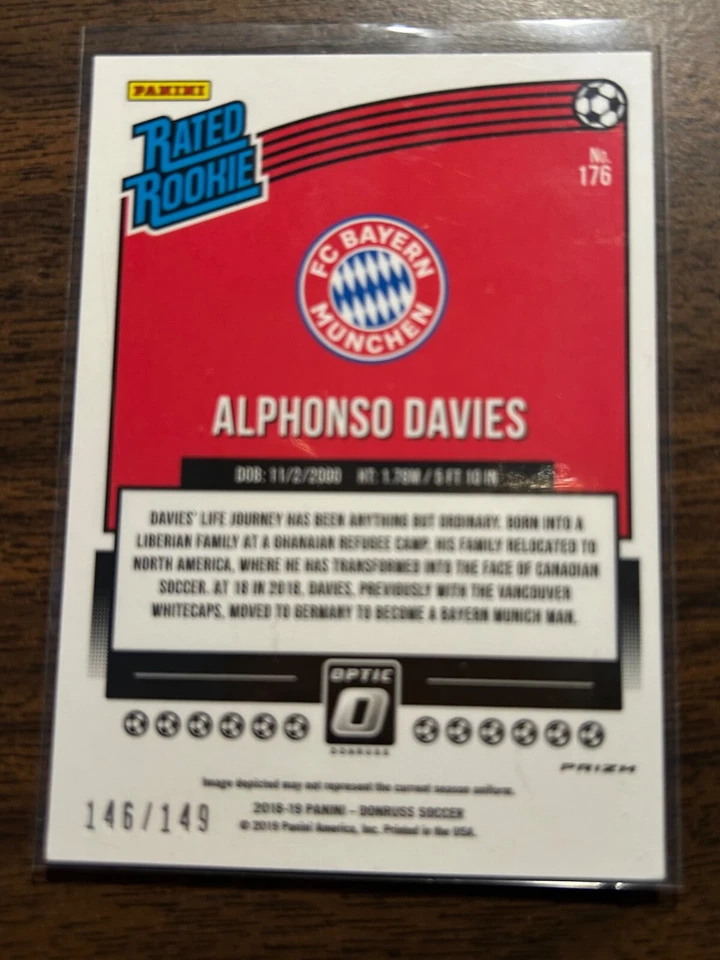 PANINI
RATED
ROOKIE
No.
176
FC BAYERN
MÜNCHEN
ALPHONSO DAVIES
DOB: 11/2/2000 HT: 1.78M / 5 FT 10 IN
DAVIES' LIFE JOURNEY HAS BEEN ANYTHING BUT ORDINARY. BORN INTO A
LIBERIAN FAMILY AT A GHANAIAN REFUGEE CAMP, HIS FAMILY RELOCATED TO
NORTH AMERICA, WHERE HE HAS TRANSFORMED INTO THE FACE OF CANADIAN
SOCCER. AT 18 IN 2018, DAVIES, PREVIOUSLY WITH THE VANCOUVER
WHITECAPS, MOVED TO GERMANY TO BECOME A BAYERN MUNICH MAN.
OPTIC
DONRUSS
PRIZM
Image depicted may not represent the current season uniform.
146/149
2018-19 PANINI – DONRUSS SOCCER
© 2019 Panini America, Inc. Printed in the USA.